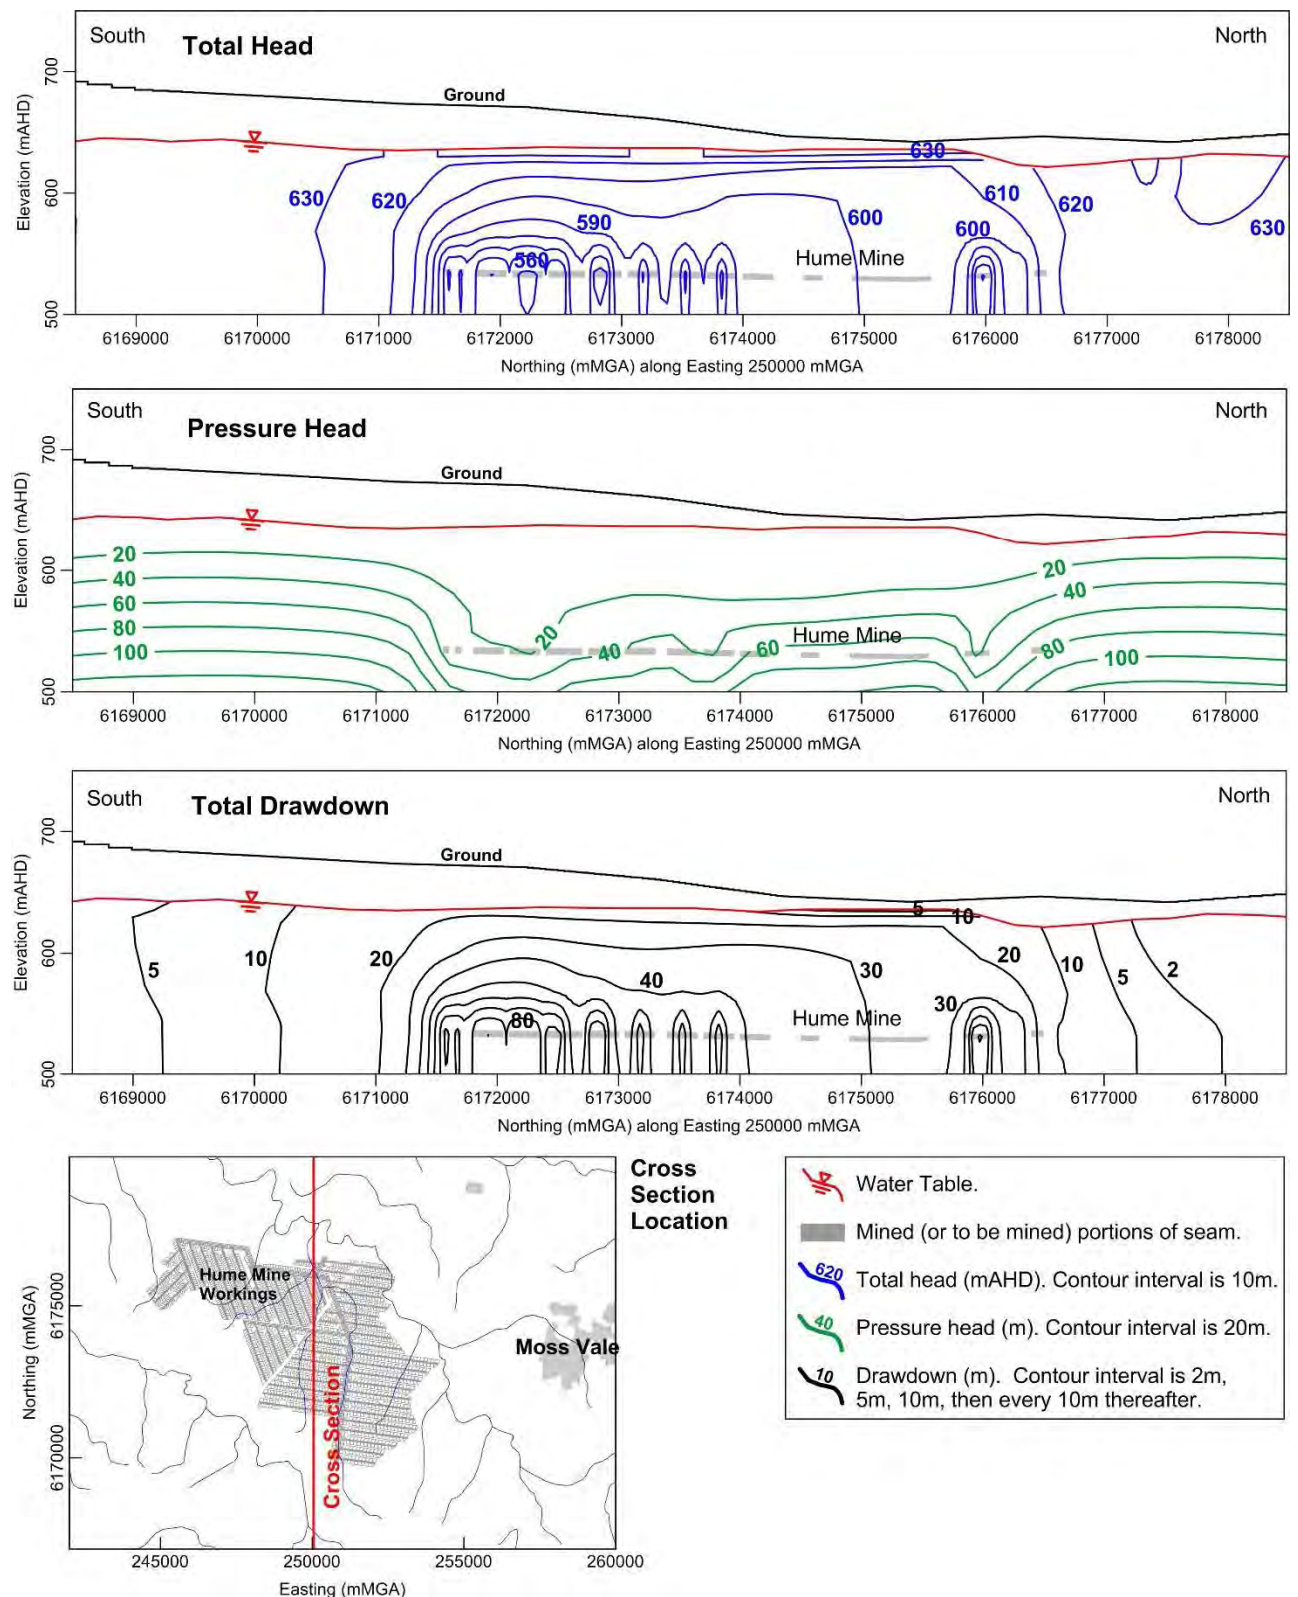 South
Total Head
North
Ground
700
600
500
Elevation (mAHD)
630
620
590
560
630
610
600
600
620
630
Hume Mine
6169000 6170000 6171000 6172000 6173000 6174000 6175000 6176000 6177000 6178000
Northing (mMGA) along Easting 250000 mMGA
South
Pressure Head
North
Ground
700
600
500
Elevation (mAHD)
20
40
60
80
100
20
40
60
Hume Mine
20
40
80
100
6169000 6170000 6171000 6172000 6173000 6174000 6175000 6176000 6177000 6178000
Northing (mMGA) along Easting 250000 mMGA
South
Total Drawdown
North
Ground
700
600
500
Elevation (mAHD)
5
10
20
80
40
5
10
30
30
20
10
5
2
Hume Mine
6169000 6170000 6171000 6172000 6173000 6174000 6175000 6176000 6177000 6178000
Northing (mMGA) along Easting 250000 mMGA
Cross
Section
Location
Hume Mine
Workings
Moss Vale
Cross Section
6175000
6170000
Northing (mMGA)
245000 250000 255000 260000
Easting (mMGA)
Water Table.
Mined (or to be mined) portions of seam.
620
Total head (mAHD). Contour interval is 10m.
40
Pressure head (m). Contour interval is 20m.
10
Drawdown (m). Contour interval is 2m,
5m, 10m, then every 10m thereafter.